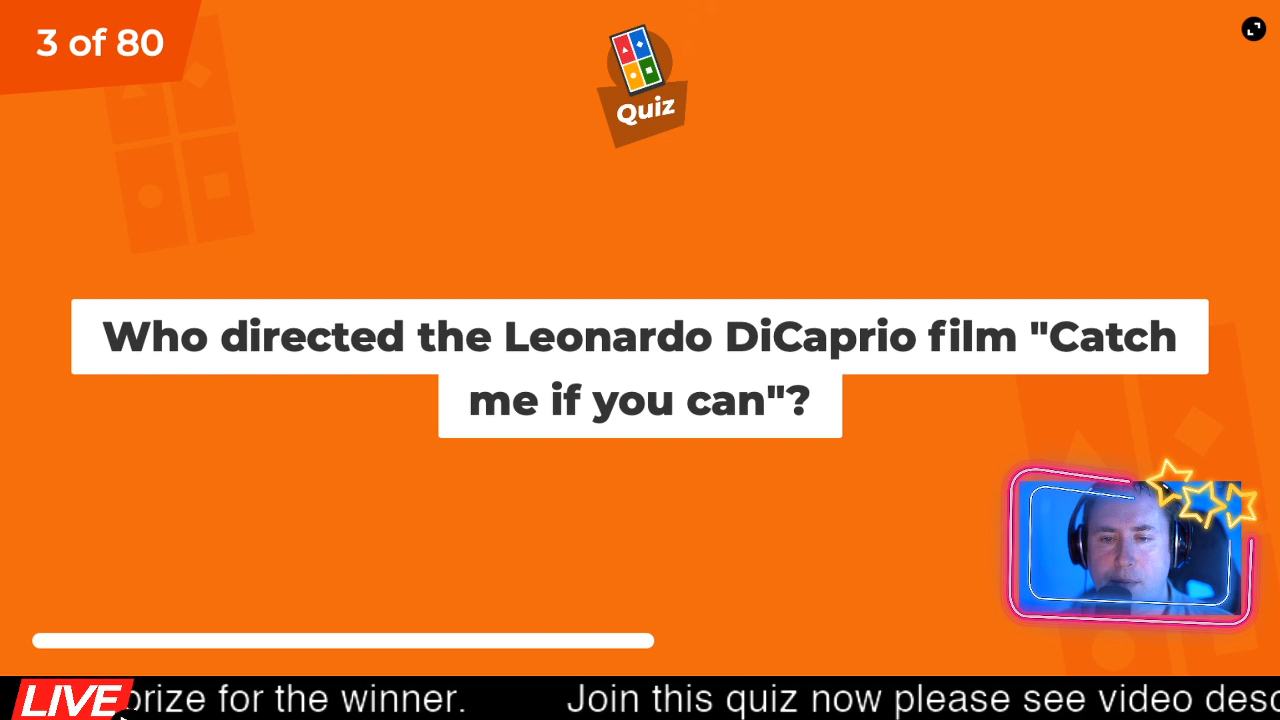 3 of 80
Quiz
Who directed the Leonardo DiCaprio film "Catch
me if you can"?
LIVE
prize for the winner. Join this quiz now please see video desc